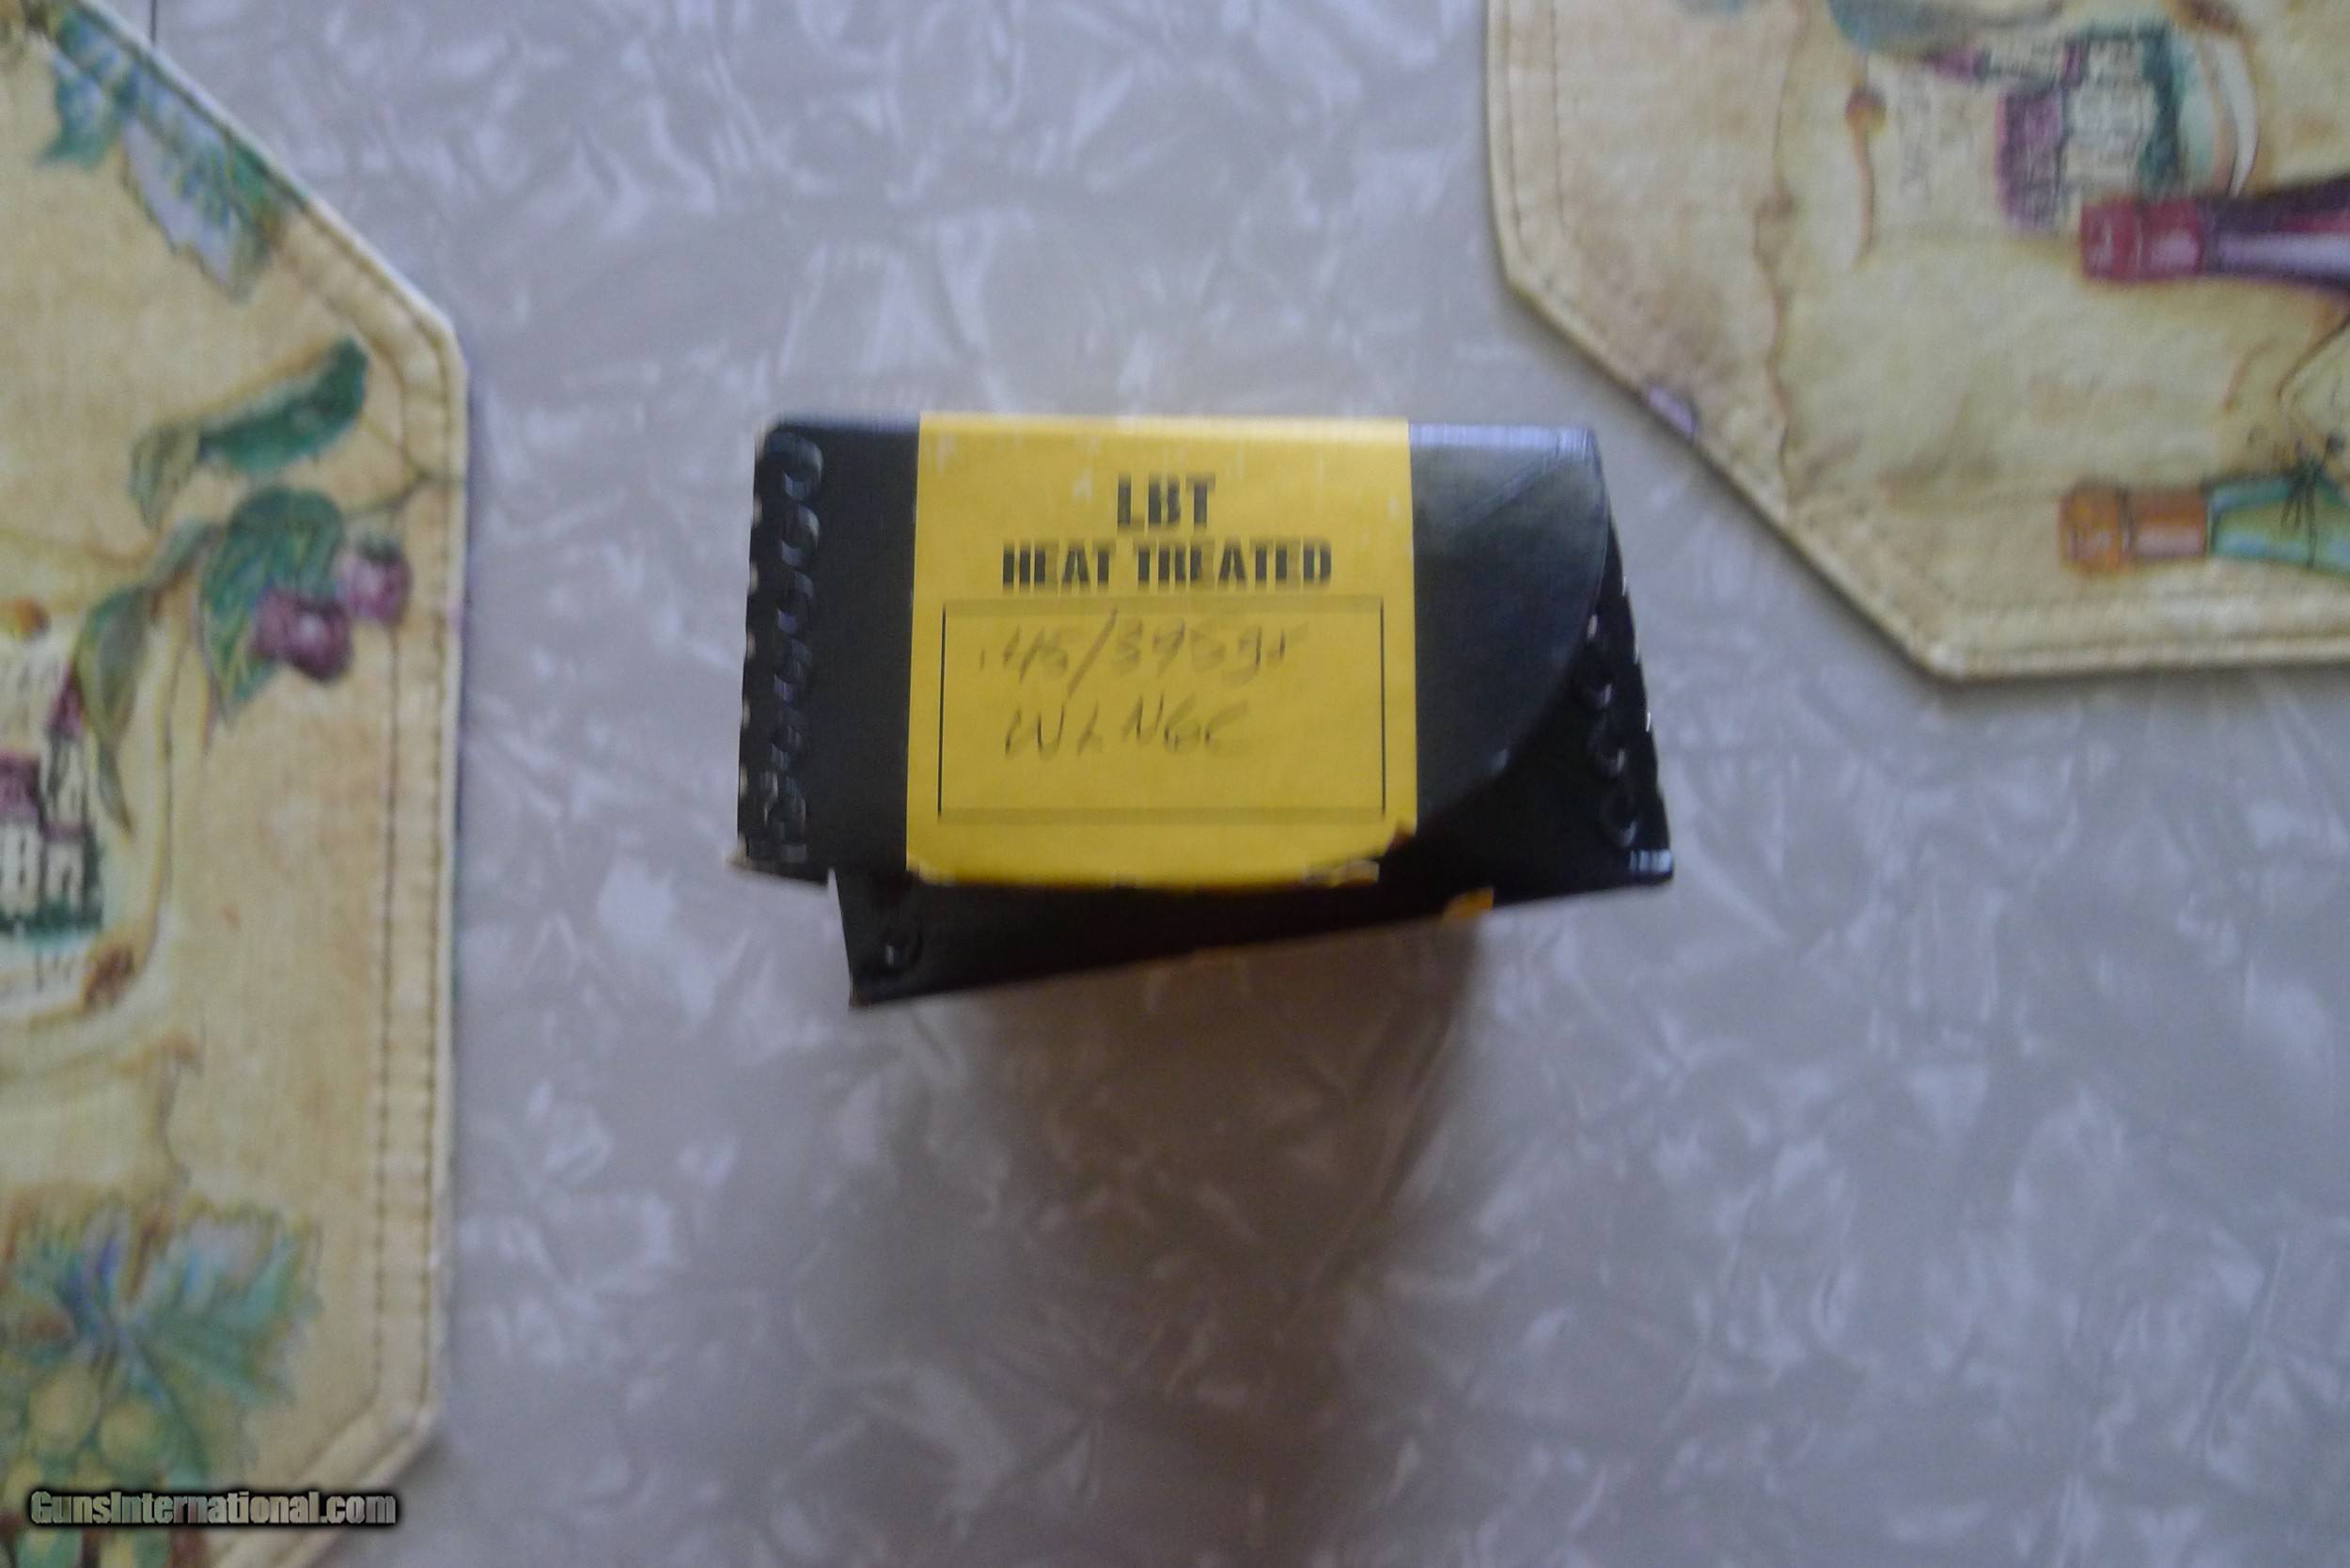 LBT
HEAT TREATED
.45/395gr
WLNGC
GunsInternational.com